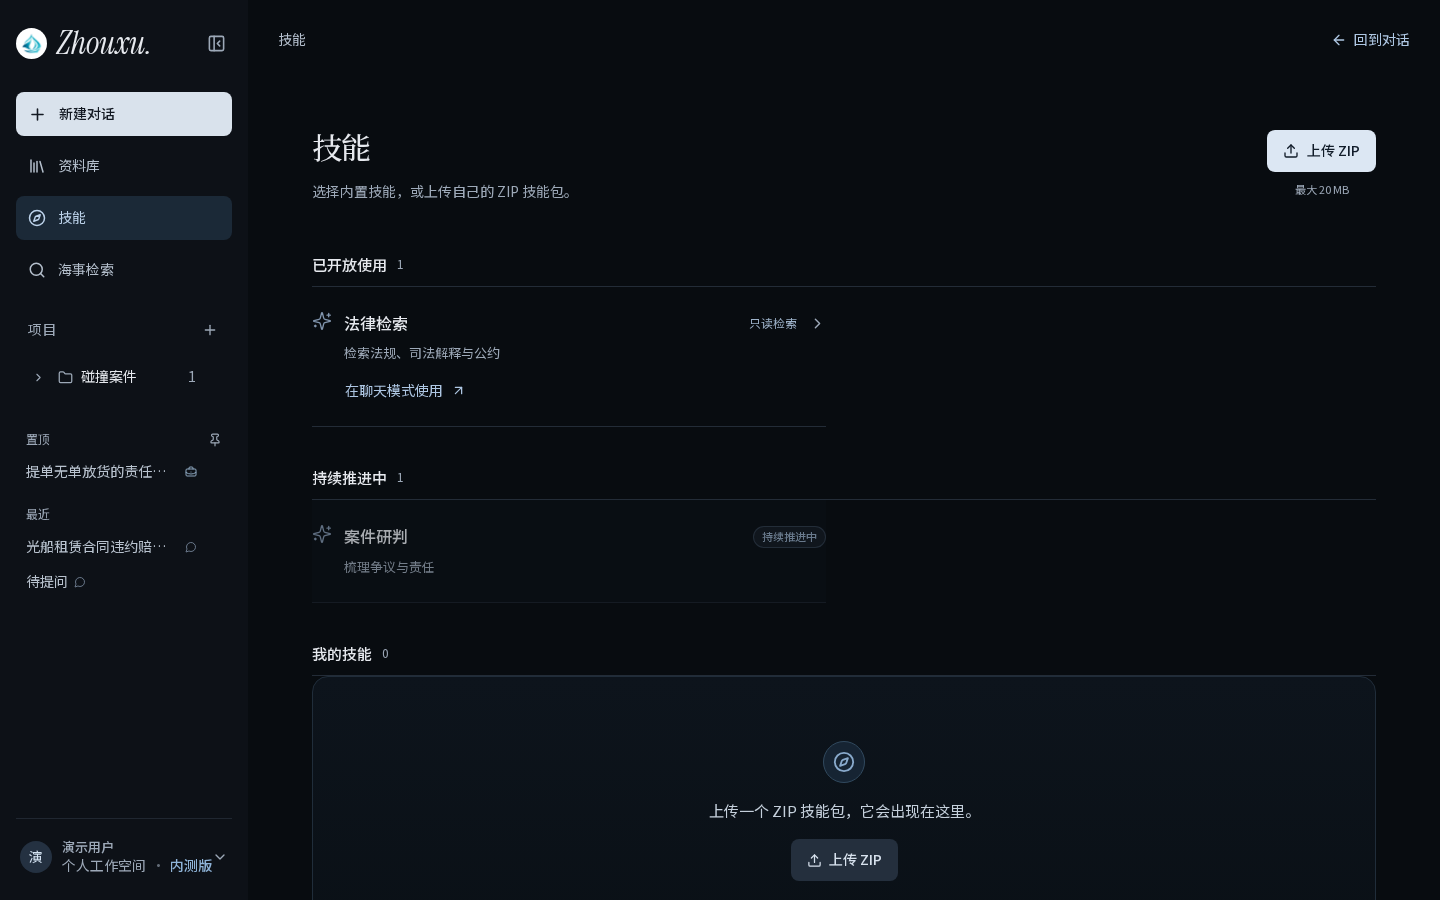 Zhouxu.
新建对话
资料库
技能
海事检索
项目
碰撞案件 1
置顶
提单无单放货的责任…
最近
光船租赁合同违约赔…
待提问
演
演示用户
个人工作空间 · 内测版
技能
回到对话
技能
选择内置技能，或上传自己的 ZIP 技能包。
上传 ZIP
最大 20 MB
已开放使用 1
法律检索
只读检索
检索法规、司法解释与公约
在聊天模式使用
持续推进中 1
案件研判
持续推进中
梳理争议与责任
我的技能 0
上传一个 ZIP 技能包，它会出现在这里。
上传 ZIP